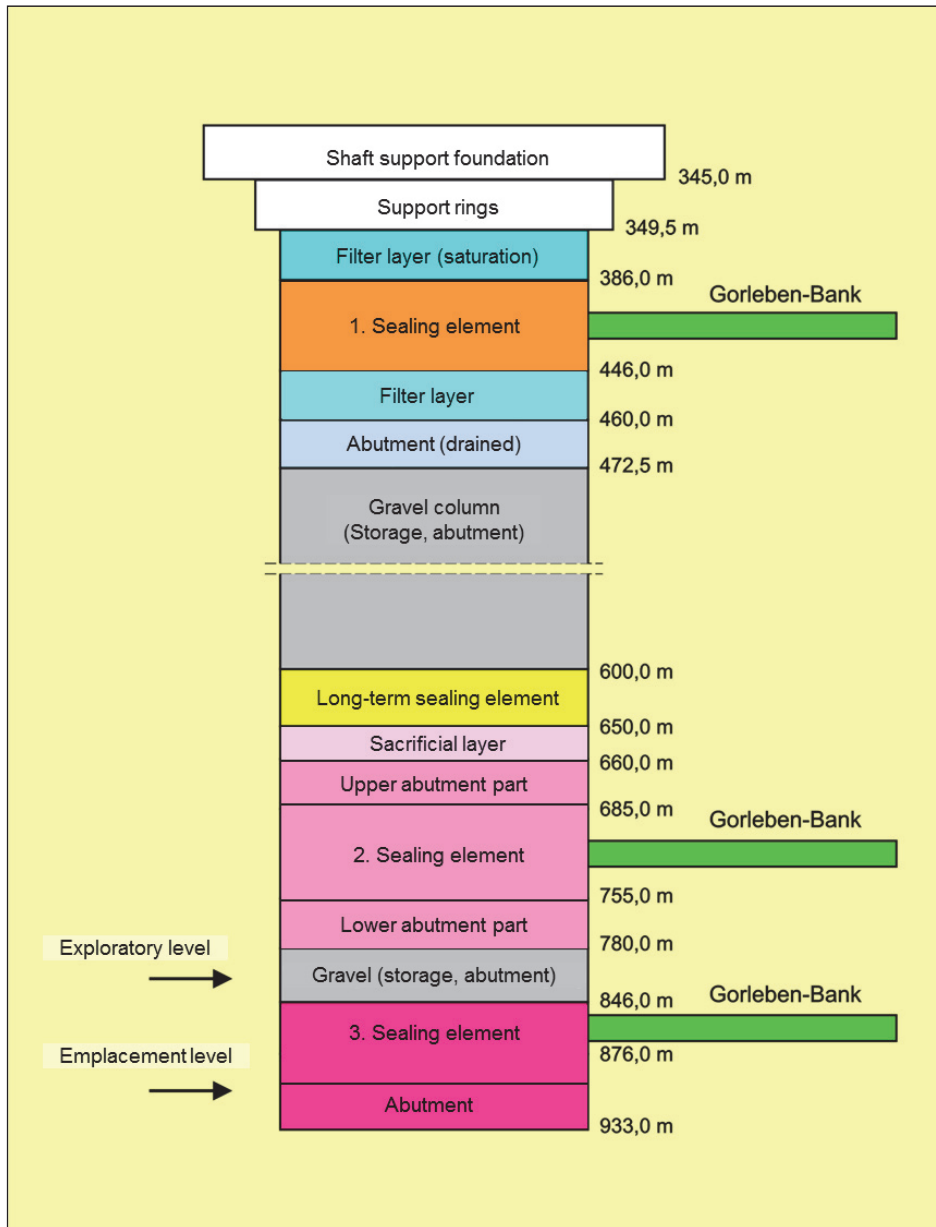 Shaft support foundation
345,0 m
Support rings
349,5 m
Filter layer (saturation)
386,0 m
Gorleben-Bank
1. Sealing element
446,0 m
Filter layer
460,0 m
Abutment (drained)
472,5 m
Gravel column
(Storage, abutment)
600,0 m
Long-term sealing element
650,0 m
Sacrificial layer
660,0 m
Upper abutment part
685,0 m
Gorleben-Bank
2. Sealing element
755,0 m
Lower abutment part
780,0 m
Exploratory level
Gravel (storage, abutment)
846,0 m
Gorleben-Bank
3. Sealing element
876,0 m
Emplacement level
Abutment
933,0 m